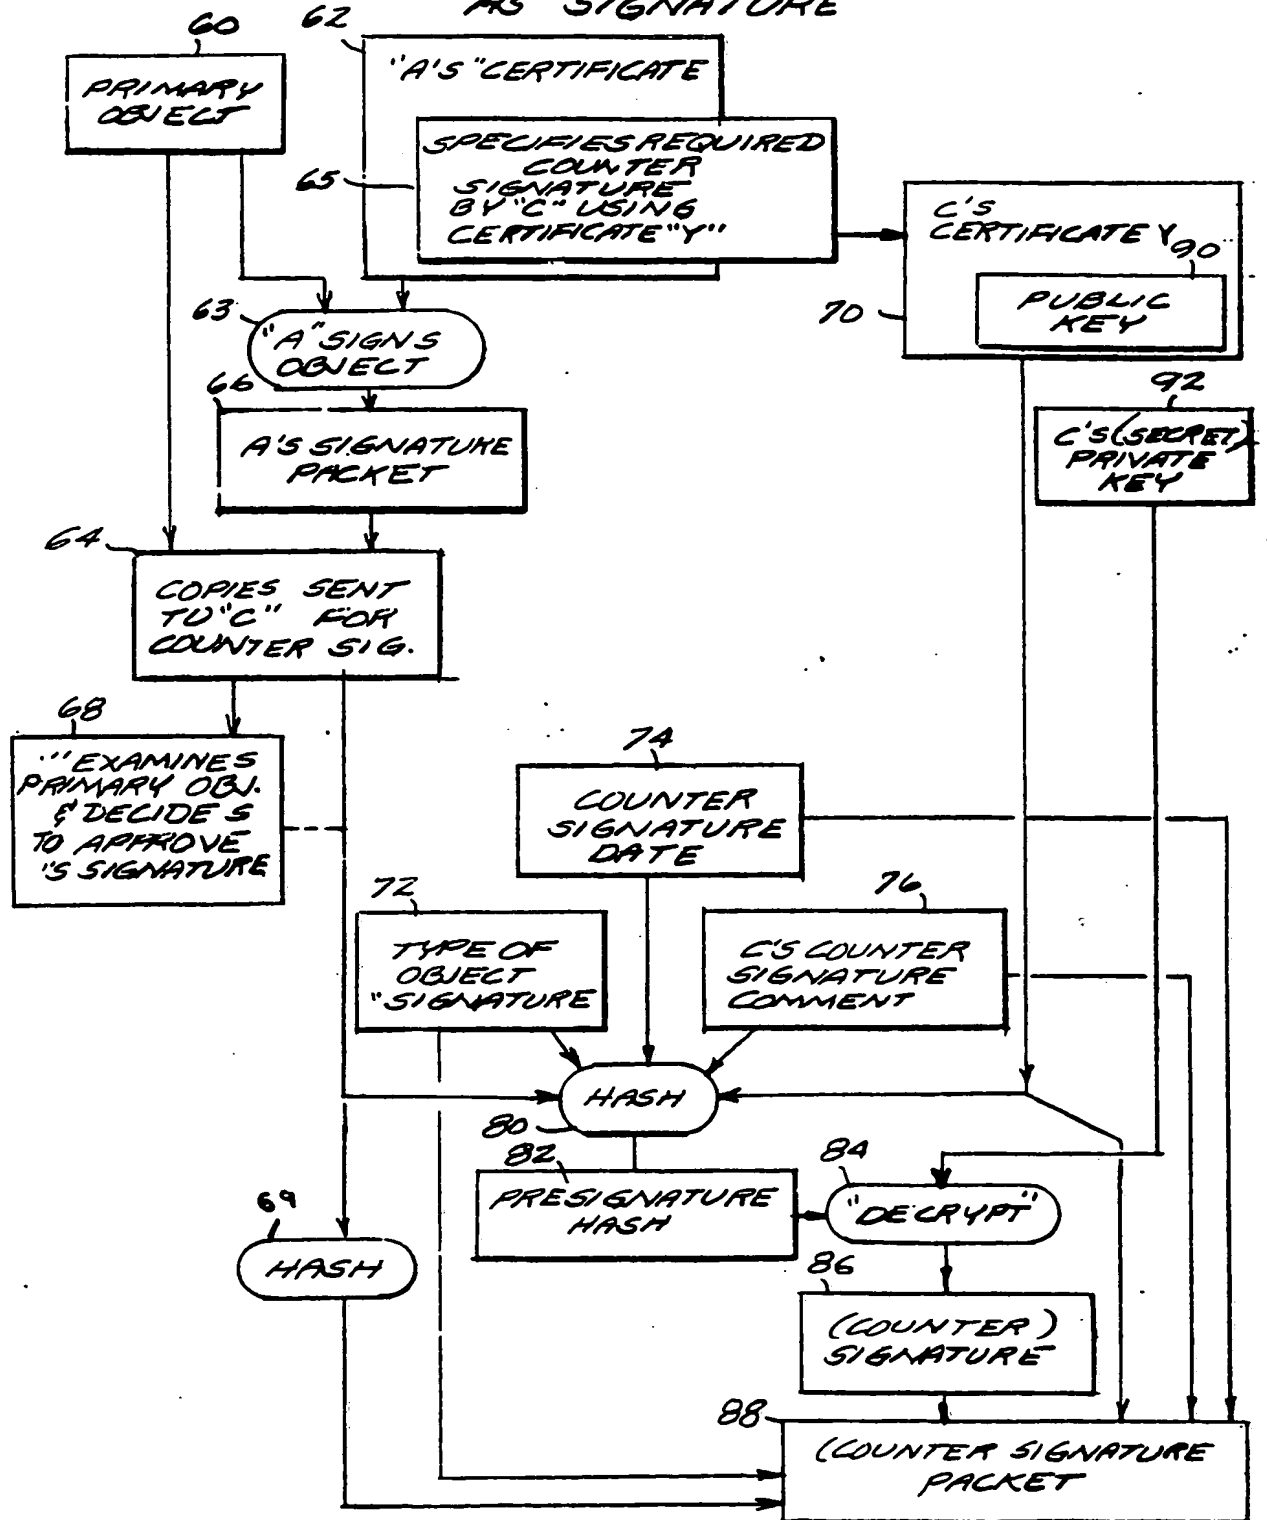 AS SIGNATURE
60
62
PRIMARY
OBJECT
"A'S" CERTIFICATE
65
SPECIFIES REQUIRED
COUNTER
SIGNATURE
BY "C" USING
CERTIFICATE "Y"
C'S
CERTIFICATE Y
90
70
PUBLIC
KEY
63
"A" SIGNS
OBJECT
66
A'S SIGNATURE
PACKET
92
C'S (SECRET)
PRIVATE
KEY
64
COPIES SENT
TO "C" FOR
COUNTER SIG.
68
"" EXAMINES
PRIMARY OBJ.
& DECIDES
TO APPROVE
'S SIGNATURE
74
COUNTER
SIGNATURE
DATE
72
TYPE OF
OBJECT
"SIGNATURE
76
C'S COUNTER
SIGNATURE
COMMENT
HASH
80
82
PRESIGNATURE
HASH
84
"DECRYPT"
69
HASH
86
(COUNTER)
SIGNATURE
88
(COUNTER SIGNATURE
PACKET